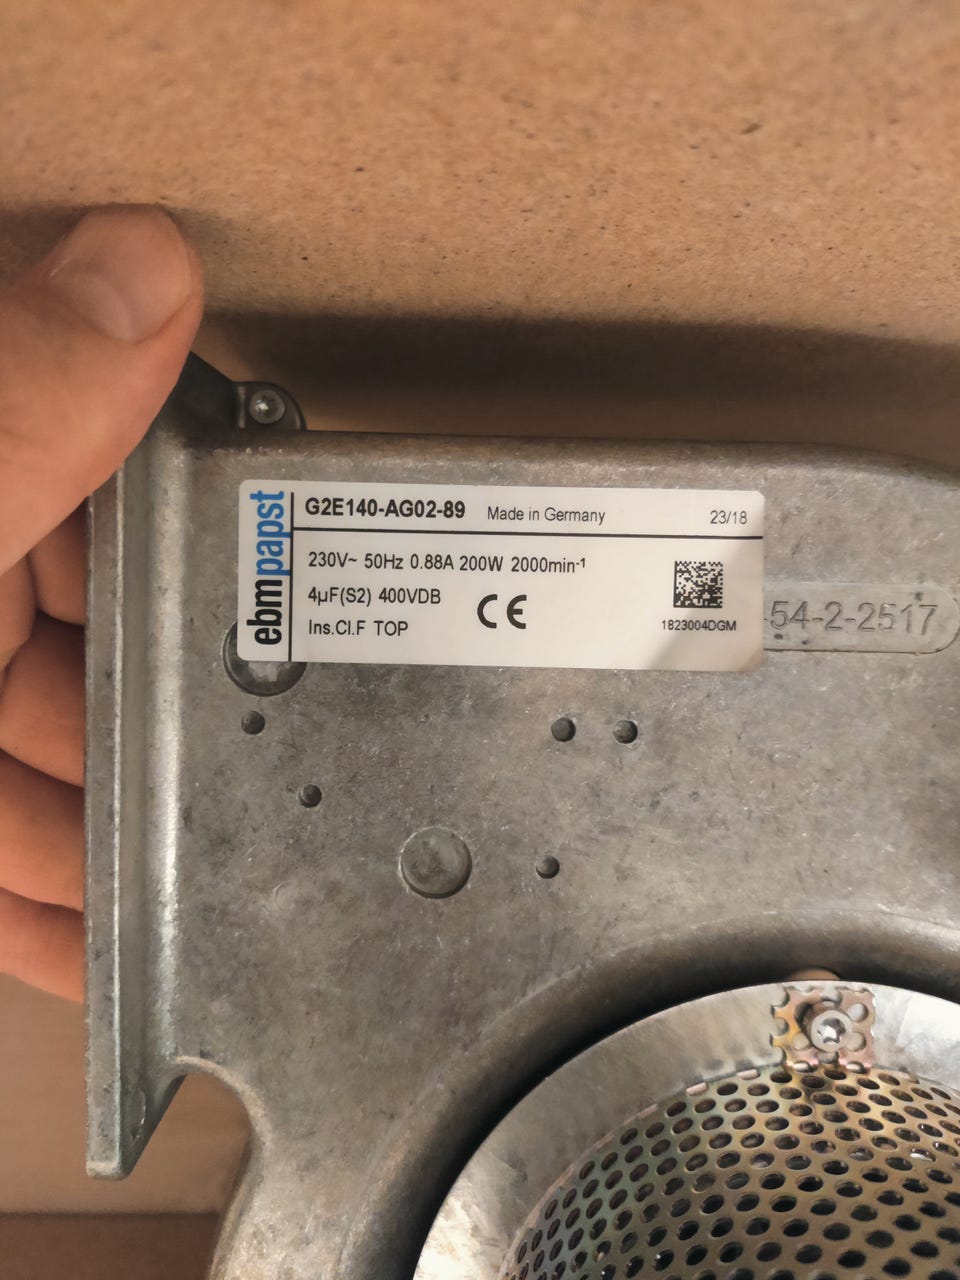 ebmpapst
G2E140-AG02-89 Made in Germany 23/18
230V~ 50Hz 0.88A 200W 2000min-1
4µF(S2) 400VDB
CE
Ins.Cl.F TOP
1823004DGM
54-2-2517